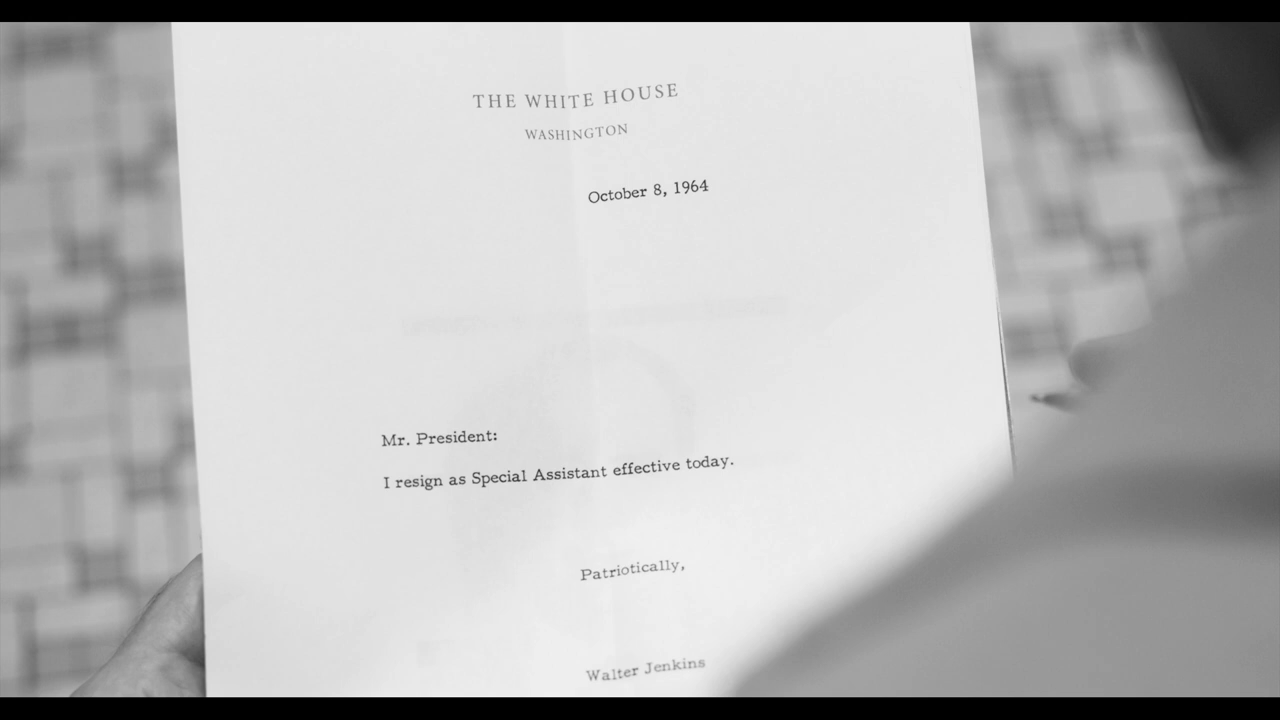 THE WHITE HOUSE
WASHINGTON
October 8, 1964
Mr. President:
I resign as Special Assistant effective today.
Patriotically,
Walter Jenkins